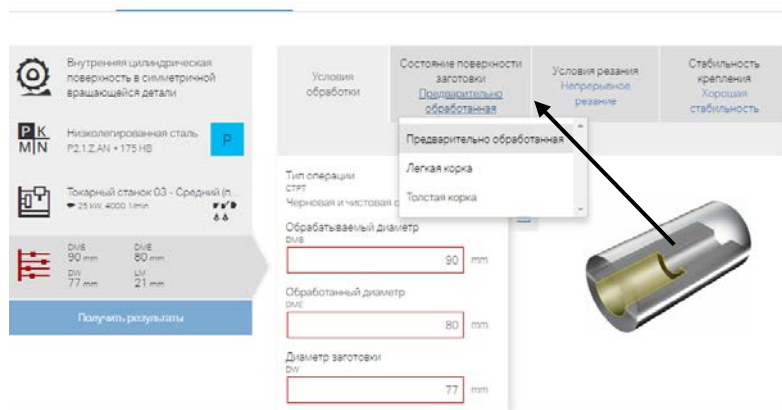 Внутренняя цилиндрическая
поверхность в симметричной
вращающейся детали
P K
M N
Низколегированная сталь
P2.1.Z.AN • 175 HB
P
Токарный станок 03 - Средний (п...
25 kW, 4000 1/min
DMS
90 mm
DME
80 mm
DW
77 mm
LM
21 mm
Получить результаты
Условия
обработки
Состояние поверхности
заготовки
Предварительно
обработанная
Условия резания
Непрерывное
резание
Стабильность
крепления
Хорошая
стабильность
Предварительно обработанная
Легкая корка
Толстая корка
Тип операции
CTPT
Черновая и чистовая
Обрабатываемый диаметр
DMS
90 mm
Обработанный диаметр
DME
80 mm
Диаметр заготовки
DW
77 mm